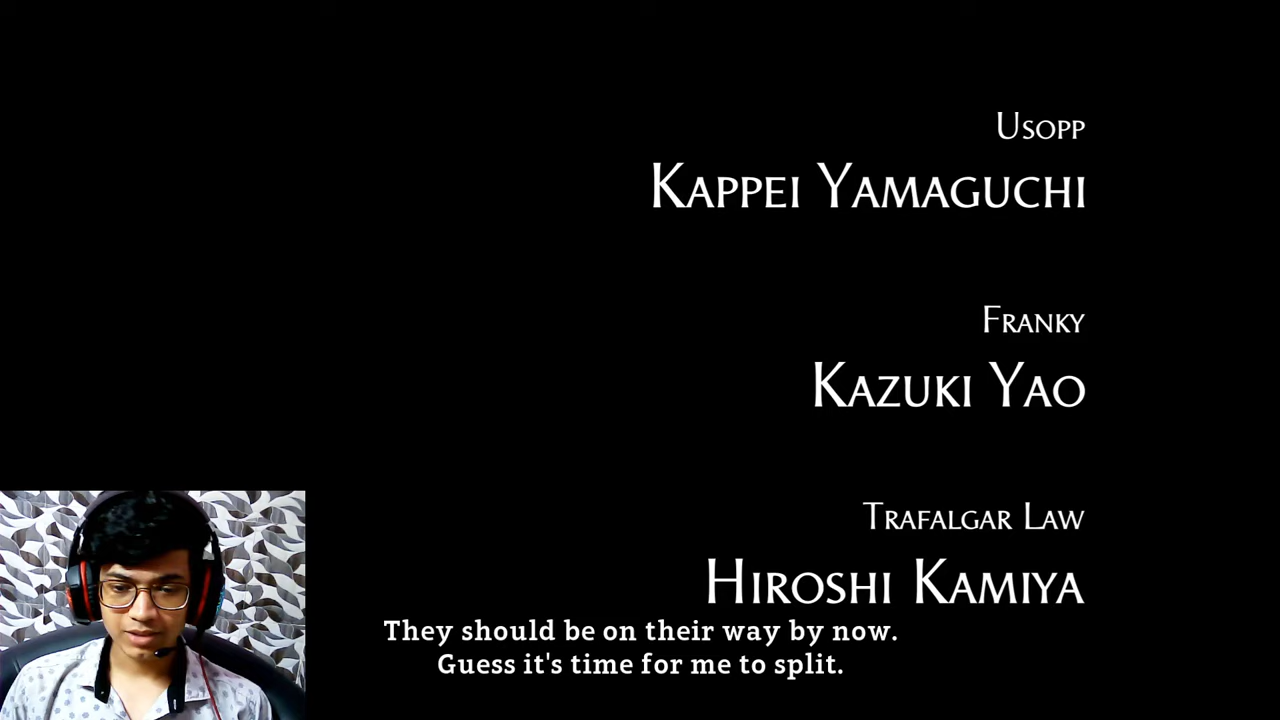 Usopp
Kappei Yamaguchi
Franky
Kazuki Yao
Trafalgar Law
Hiroshi Kamiya
They should be on their way by now.
Guess it's time for me to split.